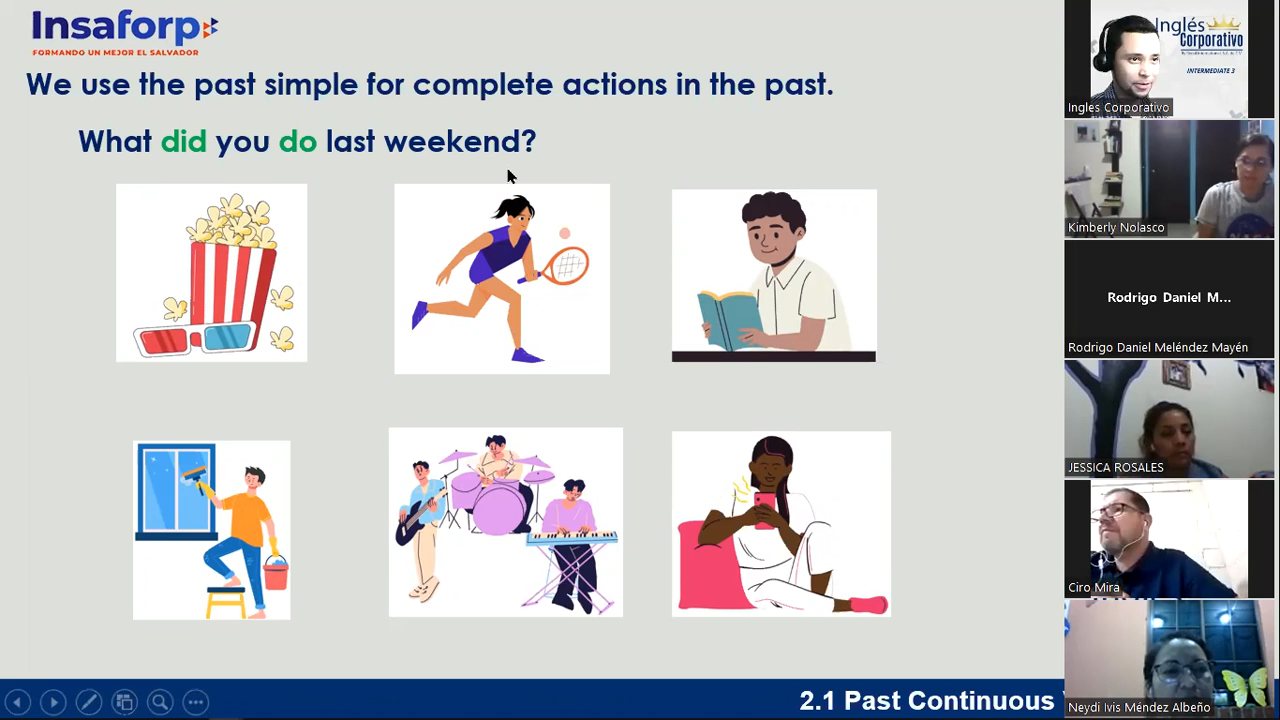 Insaforp
FORMANDO UN MEJOR EL SALVADOR
We use the past simple for complete actions in the past.
What did you do last weekend?
2.1 Past Continuous
Inglés
Corporativo
INTERMEDIATE 3
Ingles Corporativo
Kimberly Nolasco
Rodrigo Daniel M...
Rodrigo Daniel Meléndez Mayén
JESSICA ROSALES
Ciro Mira
Neydi Ivis Méndez Albeño